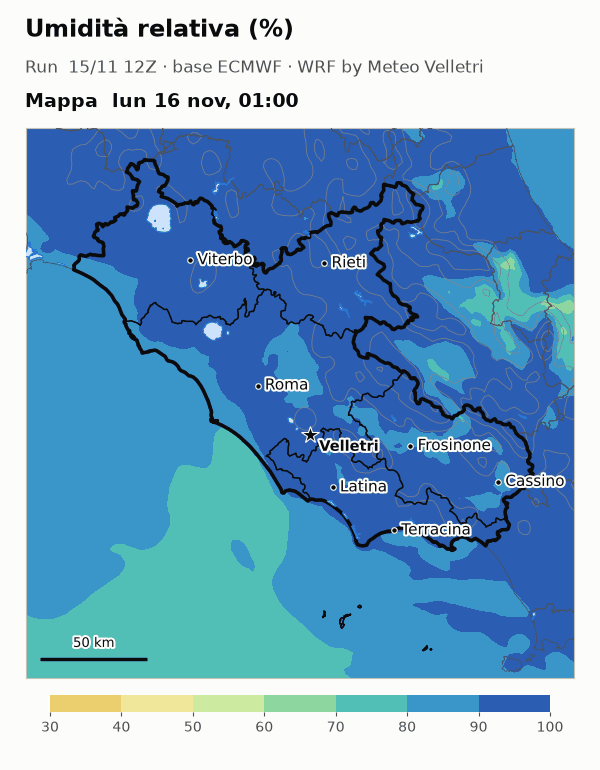 Umidità relativa (%)
Run  15/11 12Z · base ECMWF · WRF by Meteo Velletri
Mappa  lun 16 nov, 01:00
Viterbo
Rieti
Roma
Velletri
Frosinone
Cassino
Latina
Terracina
50 km
30 40 50 60 70 80 90 100